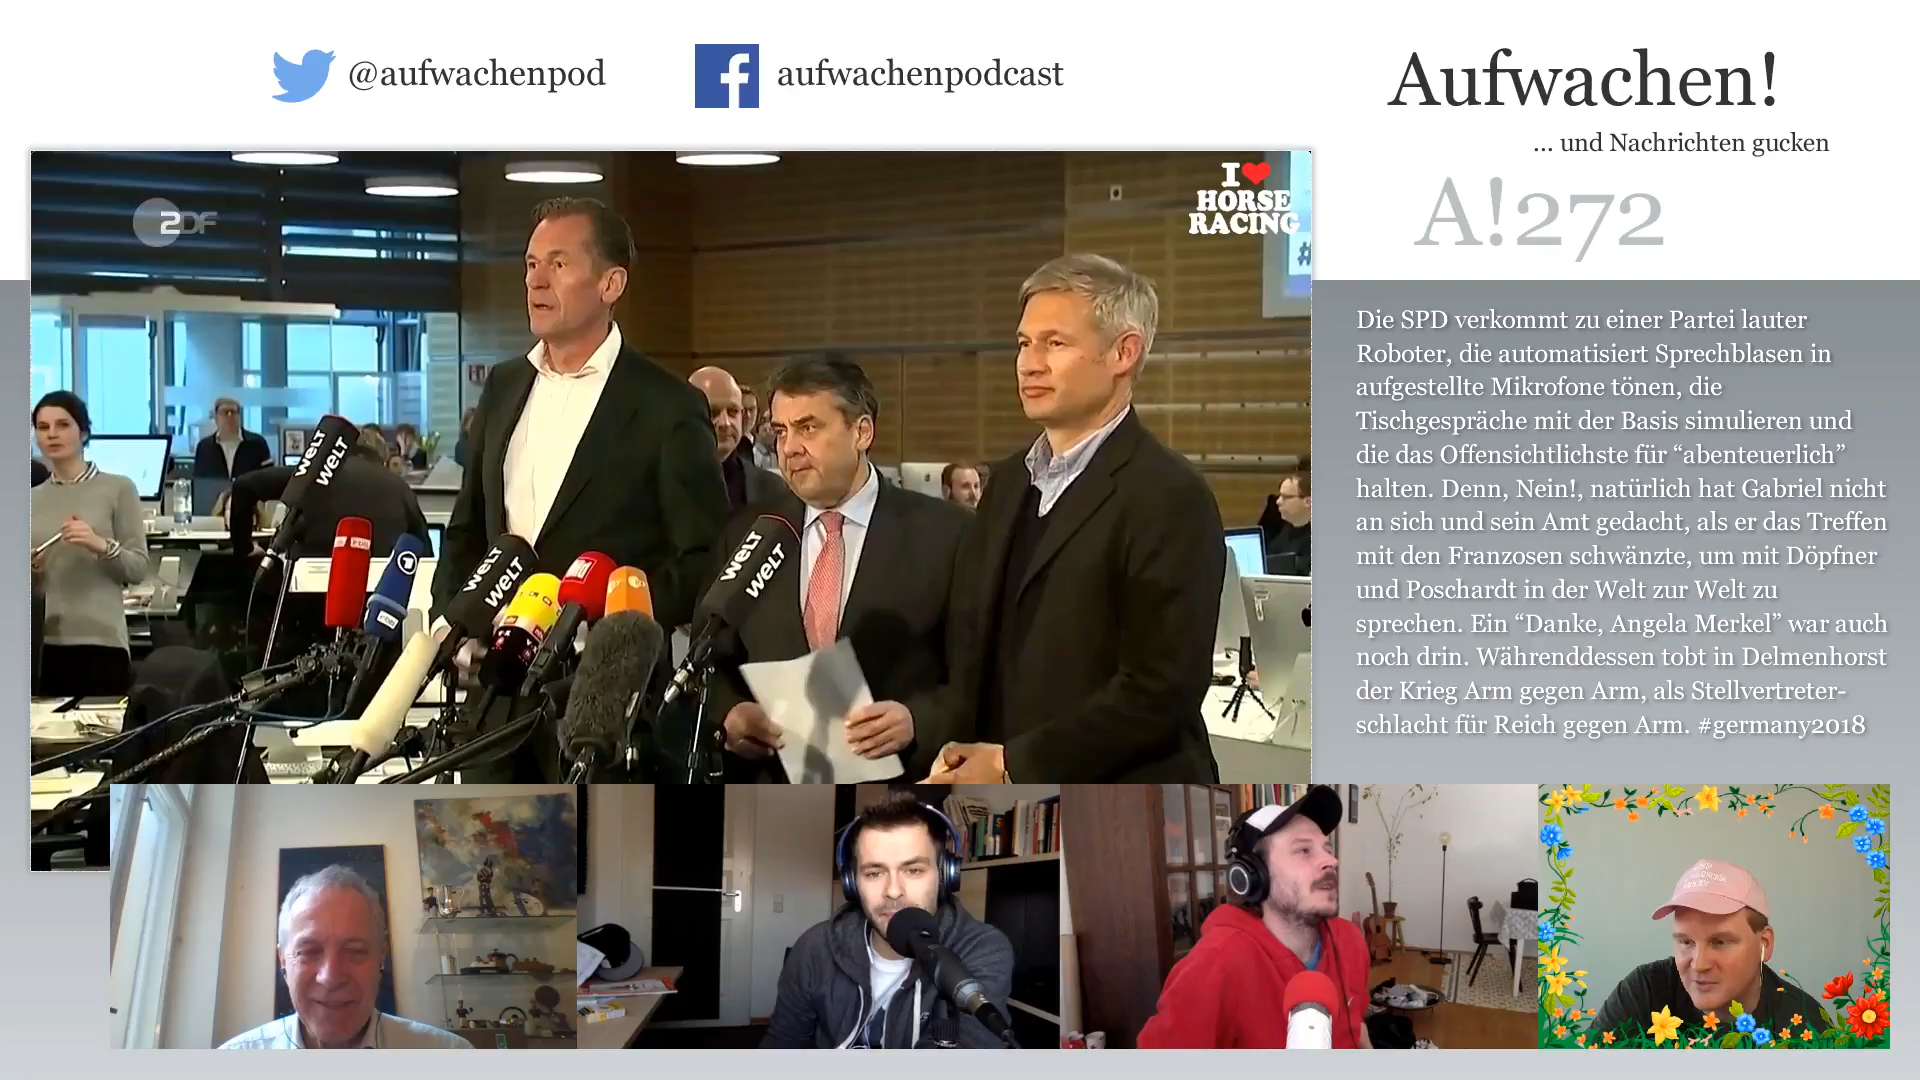 @aufwachenpod
aufwachenpodcast
Aufwachen!
... und Nachrichten gucken
A!272
ZDF
I
HORSE
RACING
#
Die SPD verkommt zu einer Partei lauter
Roboter, die automatisiert Sprechblasen in
aufgestellte Mikrofone tönen, die
Tischgespräche mit der Basis simulieren und
die das Offensichtlichste für “abenteuerlich”
halten. Denn, Nein!, natürlich hat Gabriel nicht
an sich und sein Amt gedacht, als er das Treffen
mit den Franzosen schwänzte, um mit Döpfner
und Poschardt in der Welt zur Welt zu
sprechen. Ein “Danke, Angela Merkel” war auch
noch drin. Währenddessen tobt in Delmenhorst
der Krieg Arm gegen Arm, als Stellvertreter-
schlacht für Reich gegen Arm. #germany2018
WELT
WELT
WELT
WELT
WELT
WELT
Bild